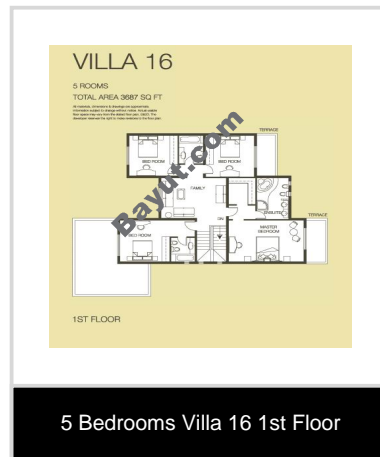 VILLA 16
5 ROOMS
TOTAL AREA 3687 SQ FT
TERRACE
BED ROOM
BED ROOM
FAMILY
ENSUITE
TERRACE
BED ROOM
MASTER
BEDROOM
Bayut.com
1ST FLOOR
5 Bedrooms Villa 16 1st Floor